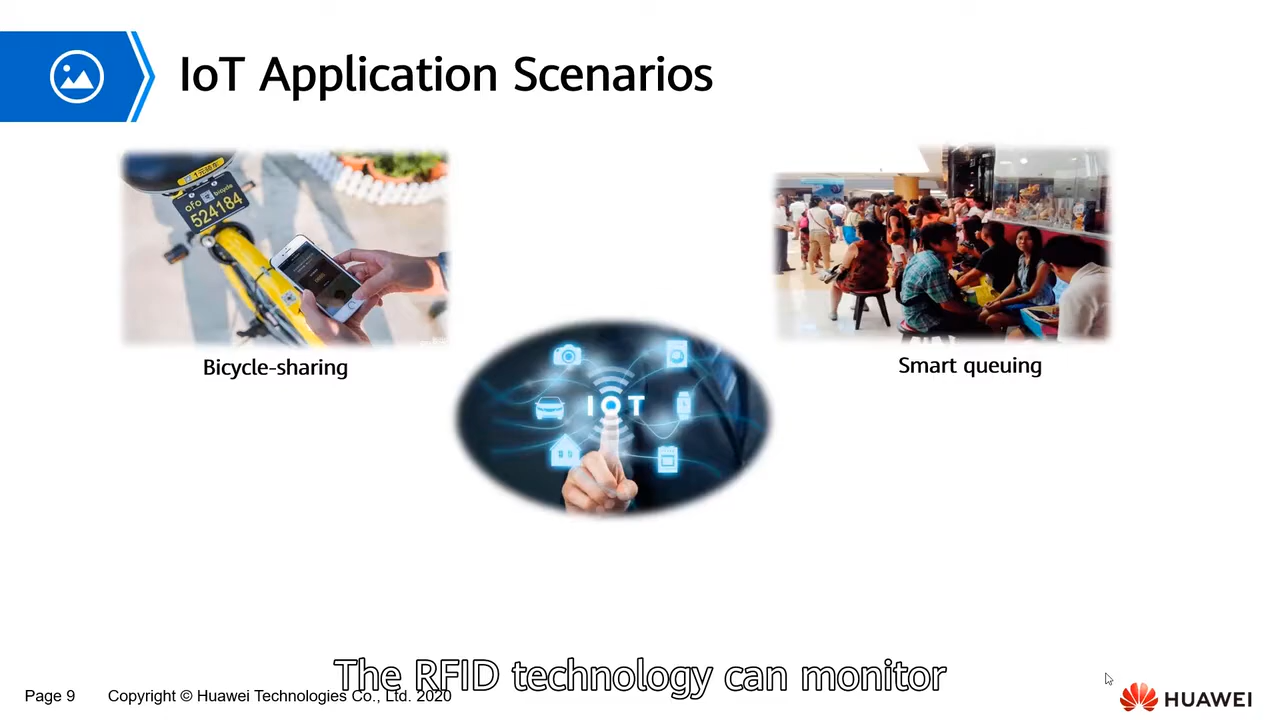 IoT Application Scenarios
ofo bicycle
524184
Bicycle-sharing
Smart queuing
IOT
The RFID technology can monitor
Page 9 Copyright © Huawei Technologies Co., Ltd. 2020
HUAWEI